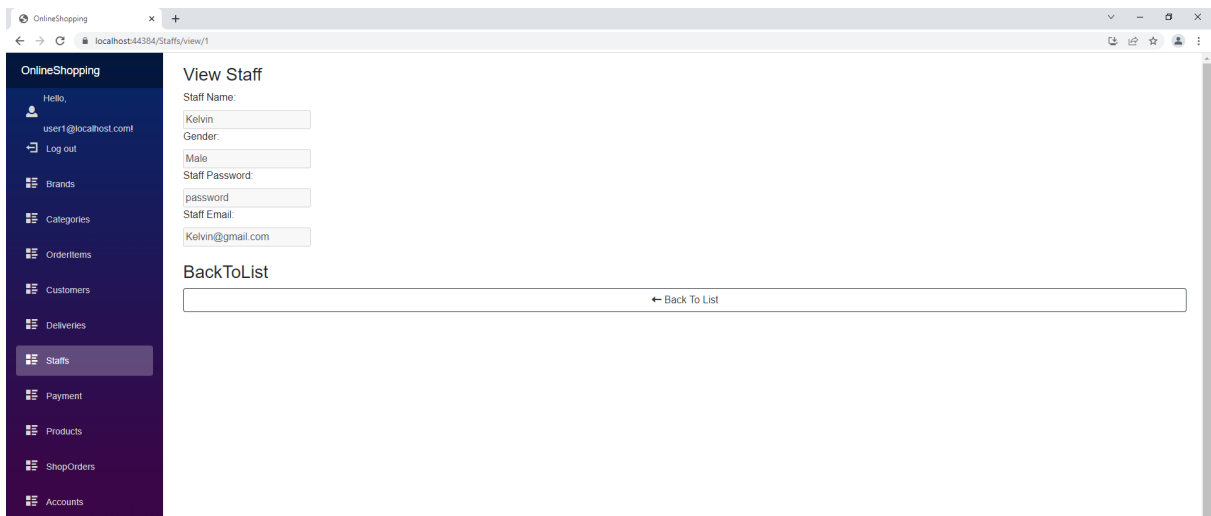 OnlineShopping
localhost:44384/Staffs/view/1
OnlineShopping
Hello,
user1@localhost.com!
Log out
Brands
Categories
OrderItems
Customers
Deliveries
Staffs
Payment
Products
ShopOrders
Accounts
View Staff
Staff Name:
Kelvin
Gender:
Male
Staff Password:
password
Staff Email:
Kelvin@gmail.com
BackToList
Back To List